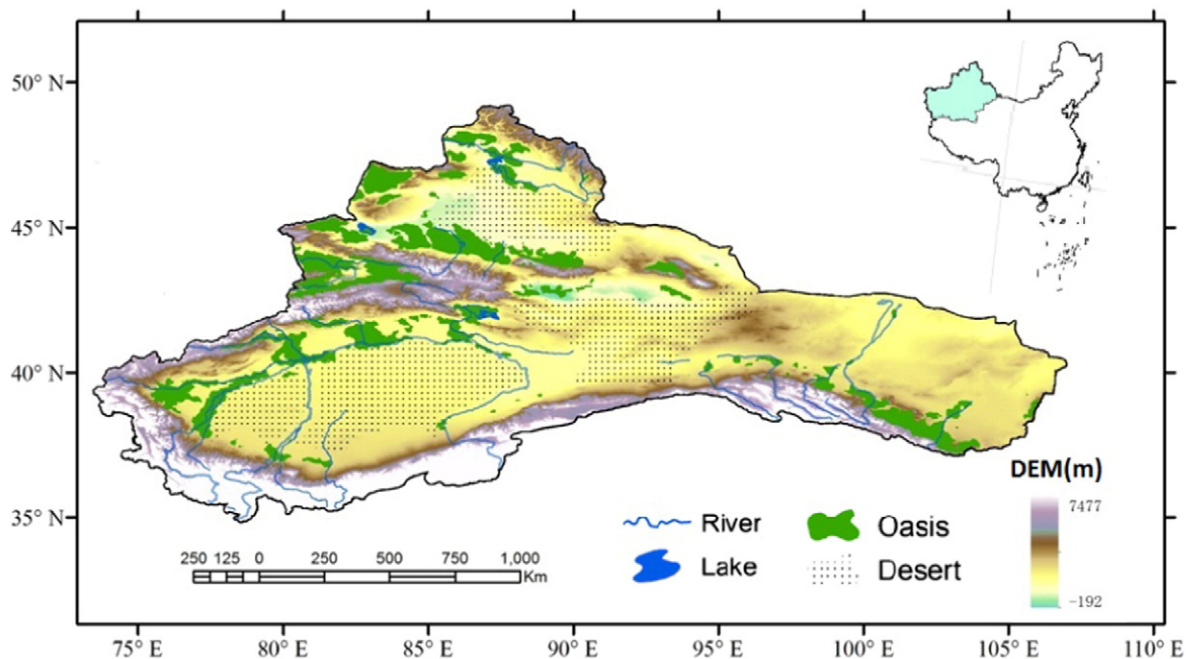 50° N
45° N
40° N
35° N
DEM(m)
7477
-192
River
Oasis
Lake
Desert
250 125 0 250 500 750 1,000
Km
75° E 80° E 85° E 90° E 95° E 100° E 105° E 110° E